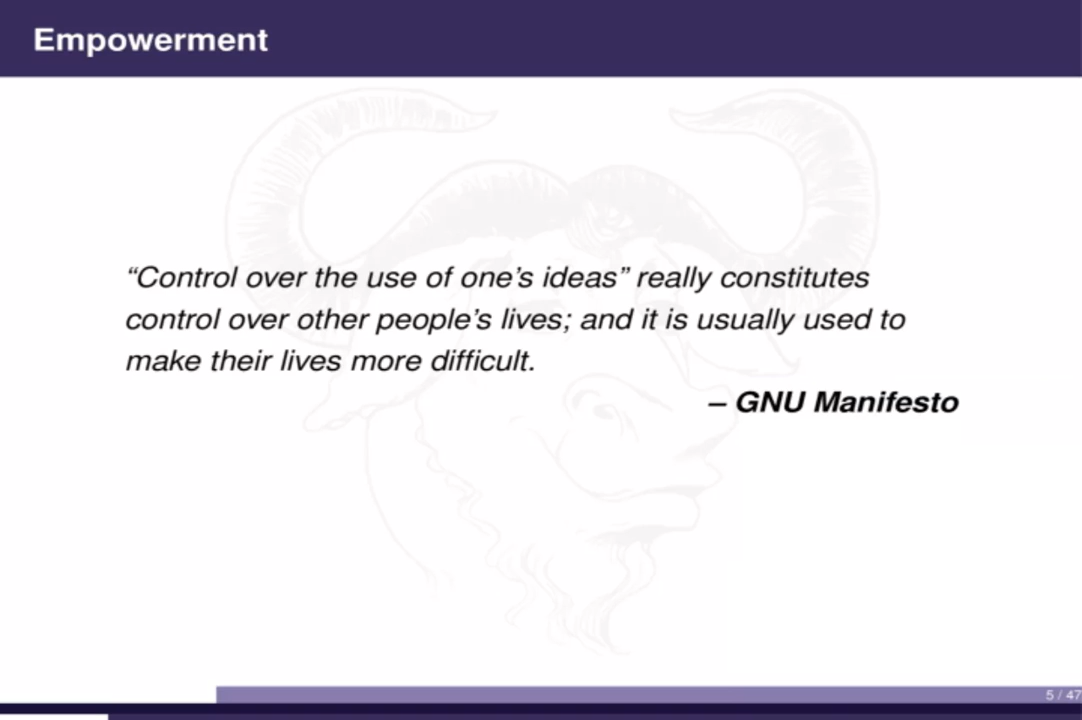 Empowerment
“Control over the use of one’s ideas” really constitutes
control over other people’s lives; and it is usually used to
make their lives more difficult.
– GNU Manifesto
5 / 47